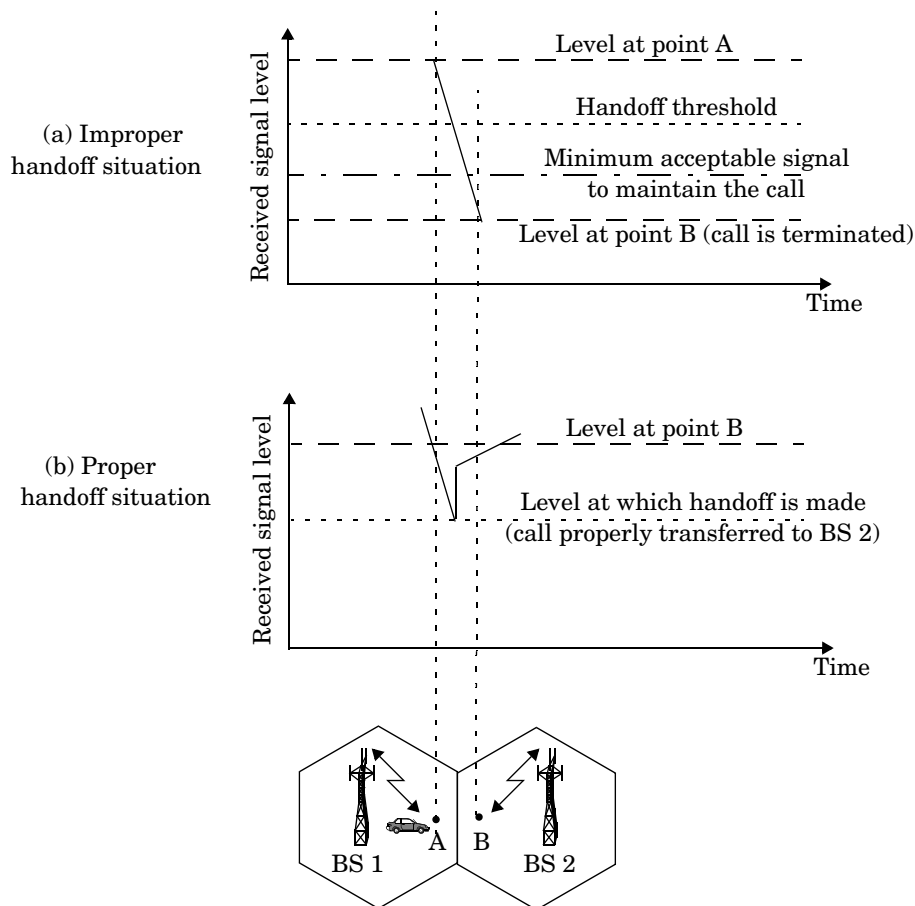 (a) Improper
handoff situation
Received signal level
Level at point A
Handoff threshold
Minimum acceptable signal
to maintain the call
Level at point B (call is terminated)
Time
(b) Proper
handoff situation
Received signal level
Level at point B
Level at which handoff is made
(call properly transferred to BS 2)
Time
BS 1
A
B
BS 2